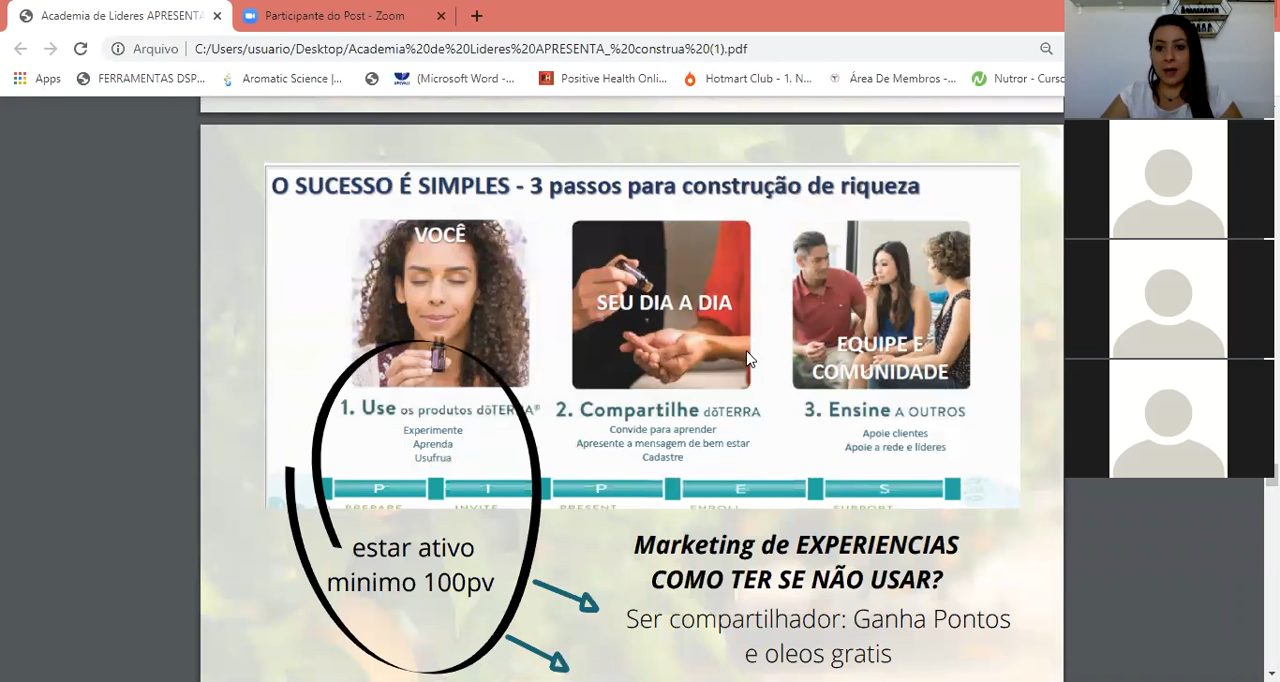 Academia de Lideres APRESENTA
Participante do Post - Zoom
Arquivo
C:/Users/usuario/Desktop/Academia%20de%20Lideres%20APRESENTA_%20construa%20(1).pdf
Apps
FERRAMENTAS DSP...
Aromatic Science |...
(Microsoft Word -...
Positive Health Onli...
Hotmart Club - 1. N...
Área De Membros -...
Nutror - Curso
O SUCESSO É SIMPLES - 3 passos para construção de riqueza
VOCÊ
SEU DIA A DIA
EQUIPE E
COMUNIDADE
1. Use os produtos dōTERRA®
Experimente
Aprenda
Usufrua
2. Compartilhe dōTERRA
Convide para aprender
Apresente a mensagem de bem estar
Cadastre
3. Ensine A OUTROS
Apoie clientes
Apoie a rede e líderes
P I P E S
PREPARE INVITE PRESENT ENROLL SUPPORT
estar ativo
minimo 100pv
Marketing de EXPERIENCIAS
COMO TER SE NÃO USAR?
Ser compartilhador: Ganha Pontos
e oleos gratis